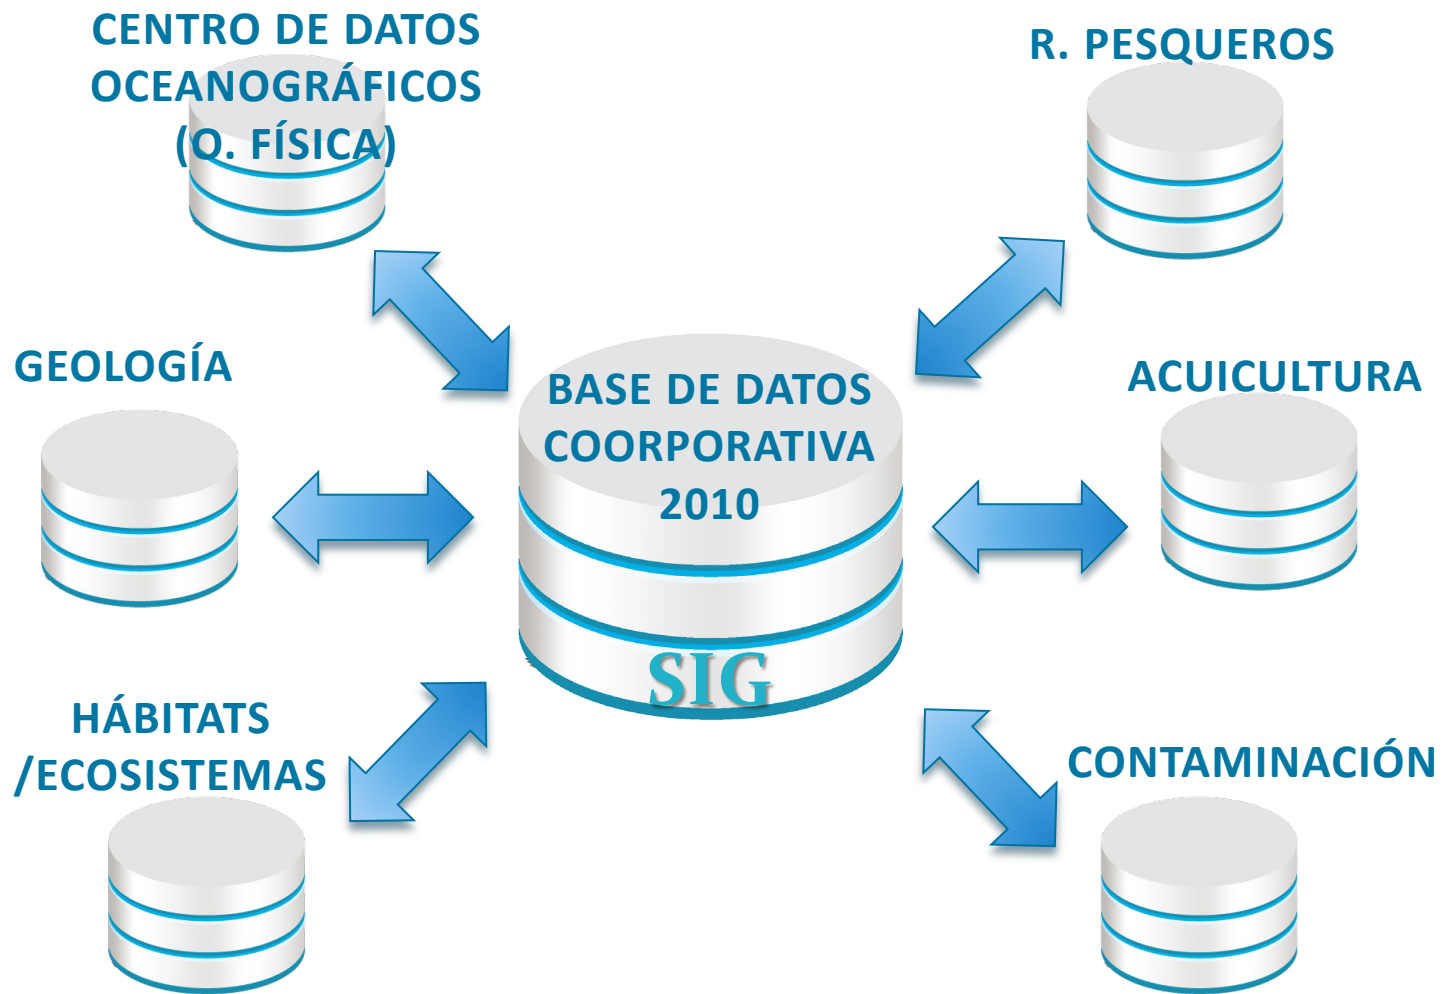 CENTRO DE DATOS
OCEANOGRÁFICOS
(O. FÍSICA)
R. PESQUEROS
GEOLOGÍA
ACUICULTURA
BASE DE DATOS
COORPORATIVA
2010
SIG
HÁBITATS
/ECOSISTEMAS
CONTAMINACIÓN